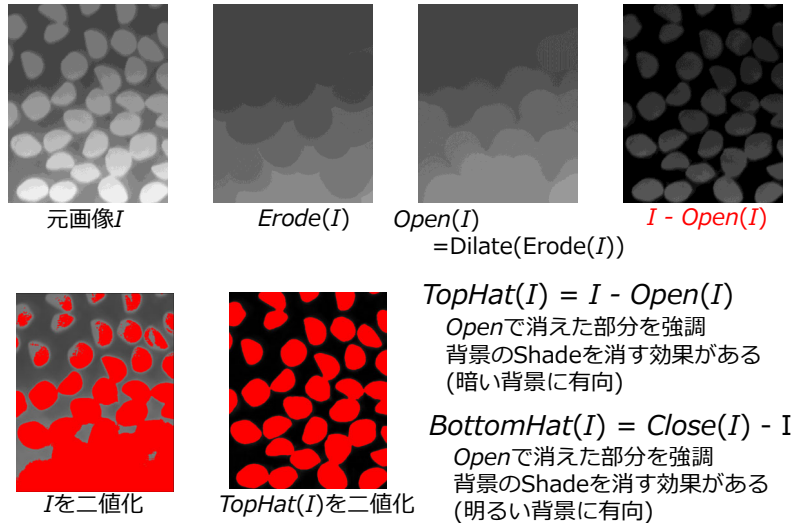 元画像I
Erode(I)
Open(I)
=Dilate(Erode(I))
I - Open(I)
TopHat(I) = I - Open(I)
Openで消えた部分を強調
背景のShadeを消す効果がある
(暗い背景に有向)
BottomHat(I) = Close(I) - I
Openで消えた部分を強調
背景のShadeを消す効果がある
(明るい背景に有向)
Iを二値化
TopHat(I)を二値化